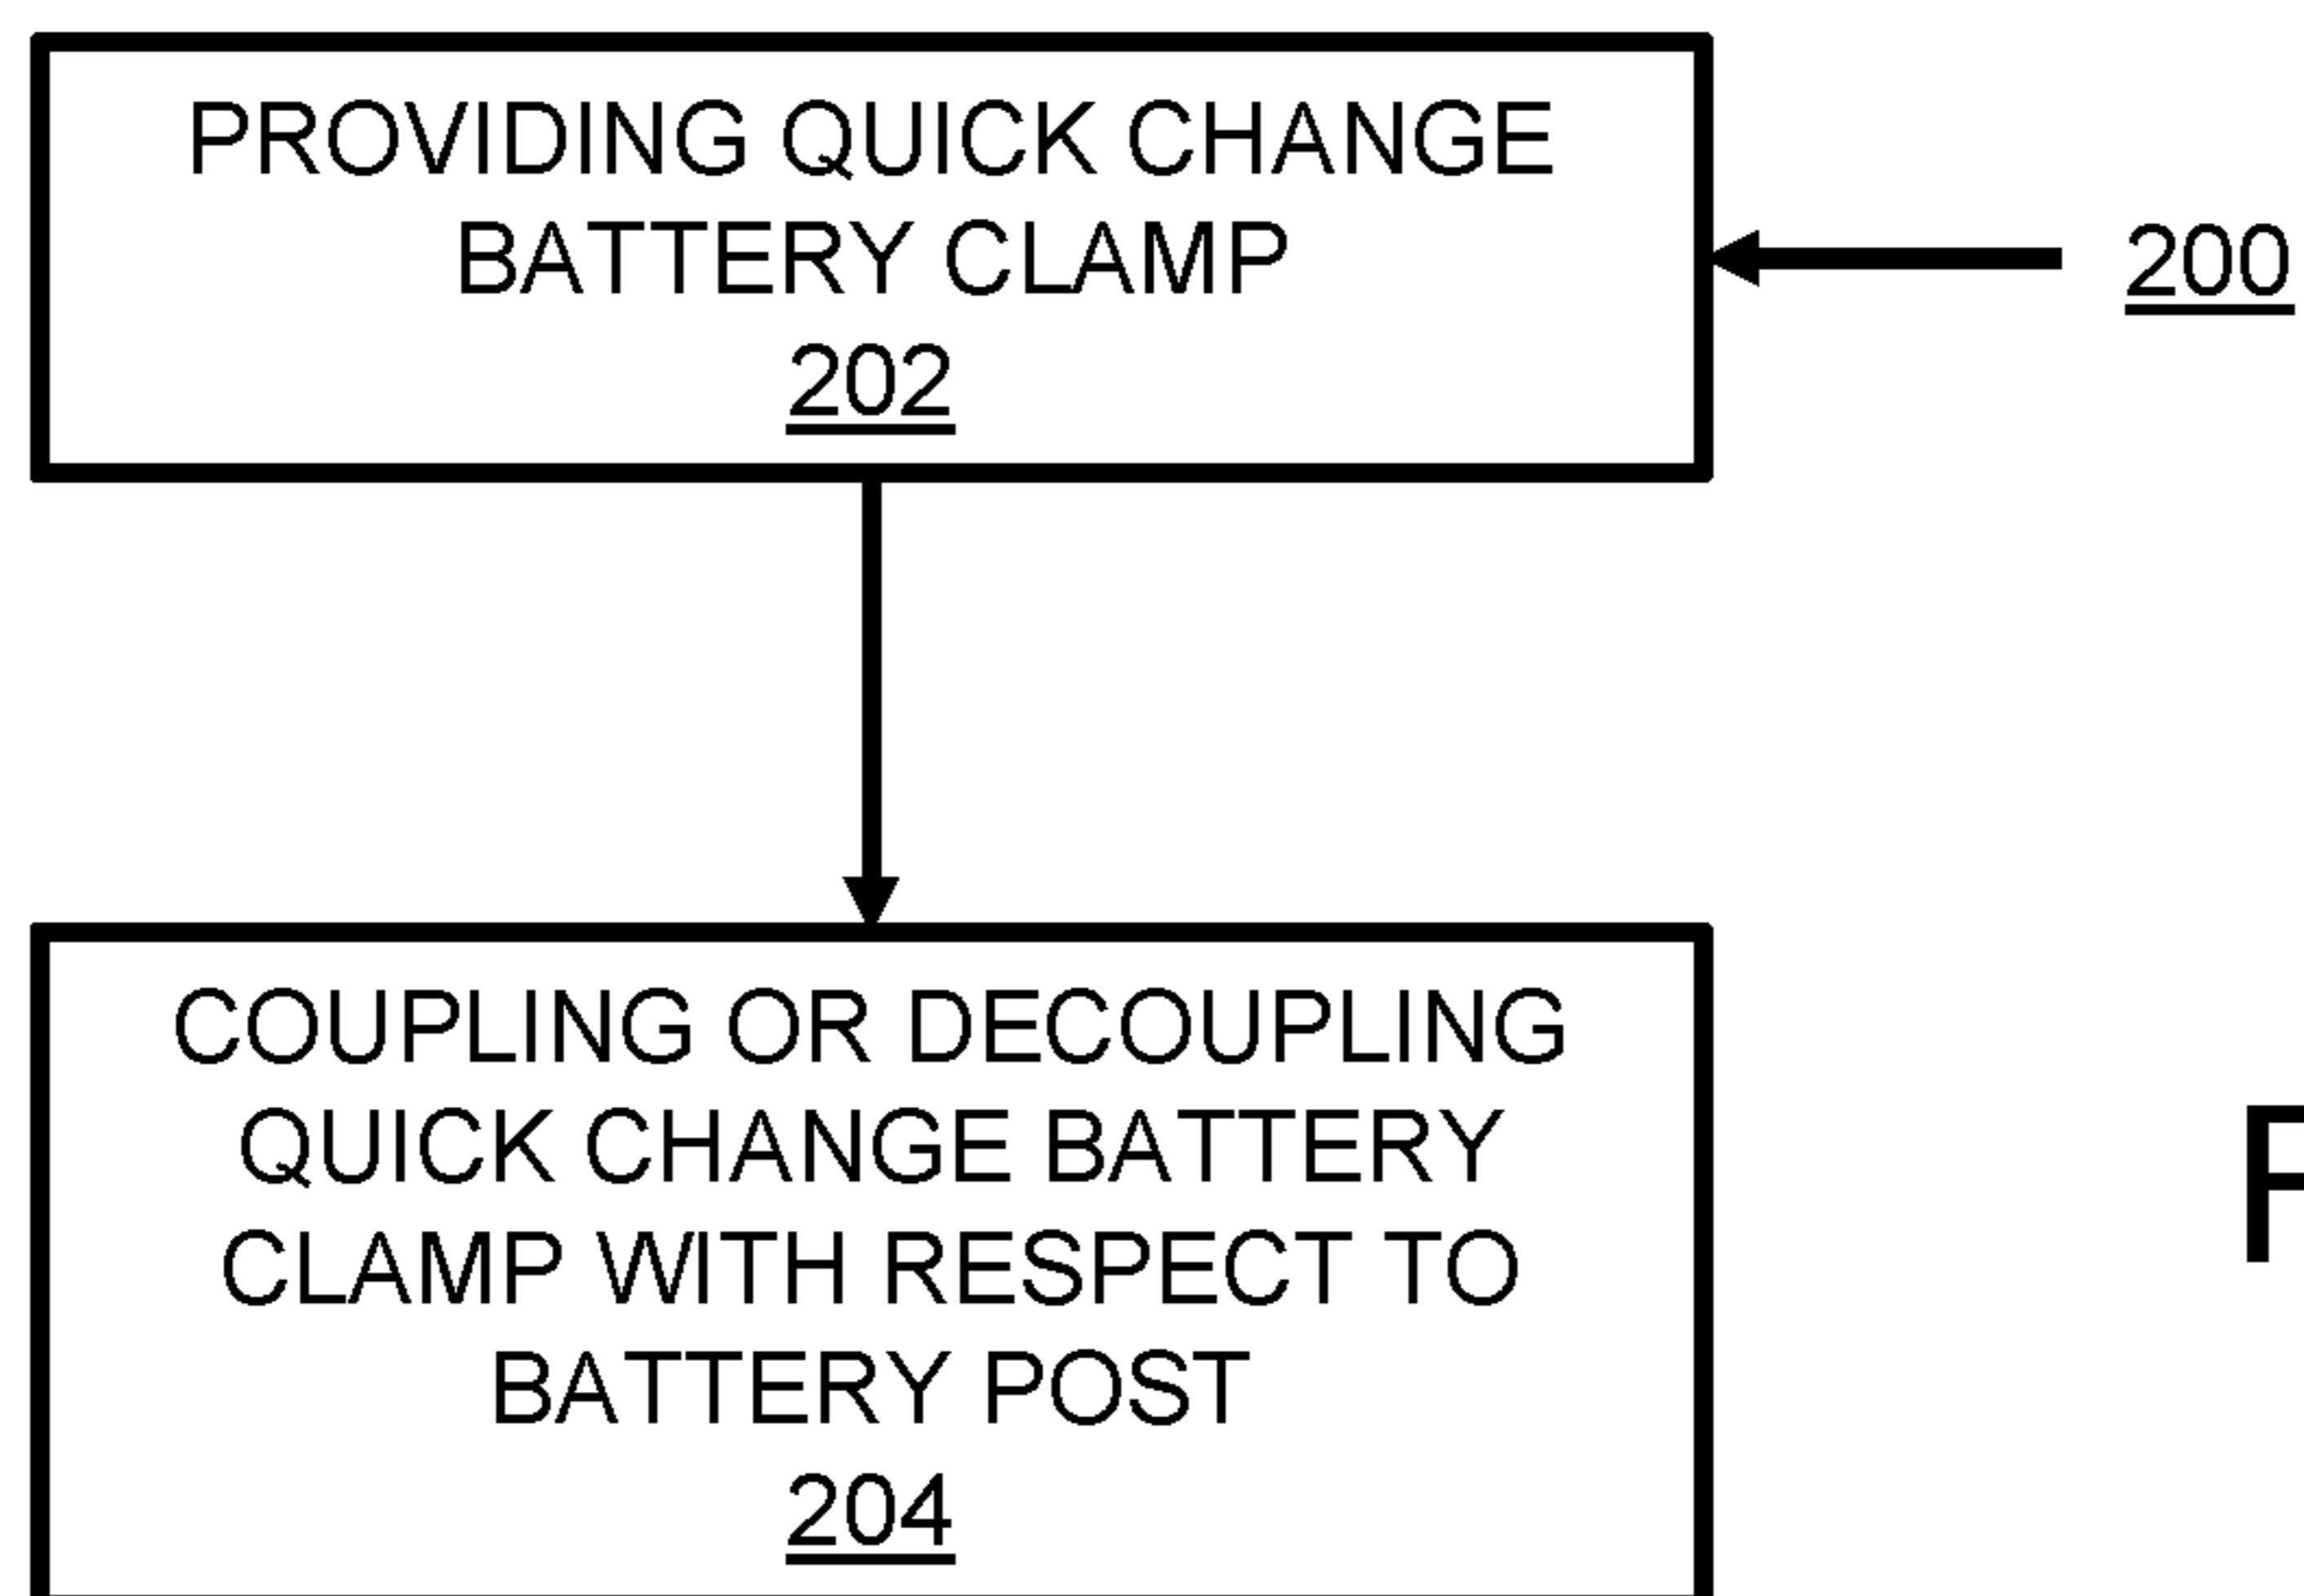 PROVIDING QUICK CHANGE
BATTERY CLAMP
202
200
COUPLING OR DECOUPLING
QUICK CHANGE BATTERY
CLAMP WITH RESPECT TO
BATTERY POST
204